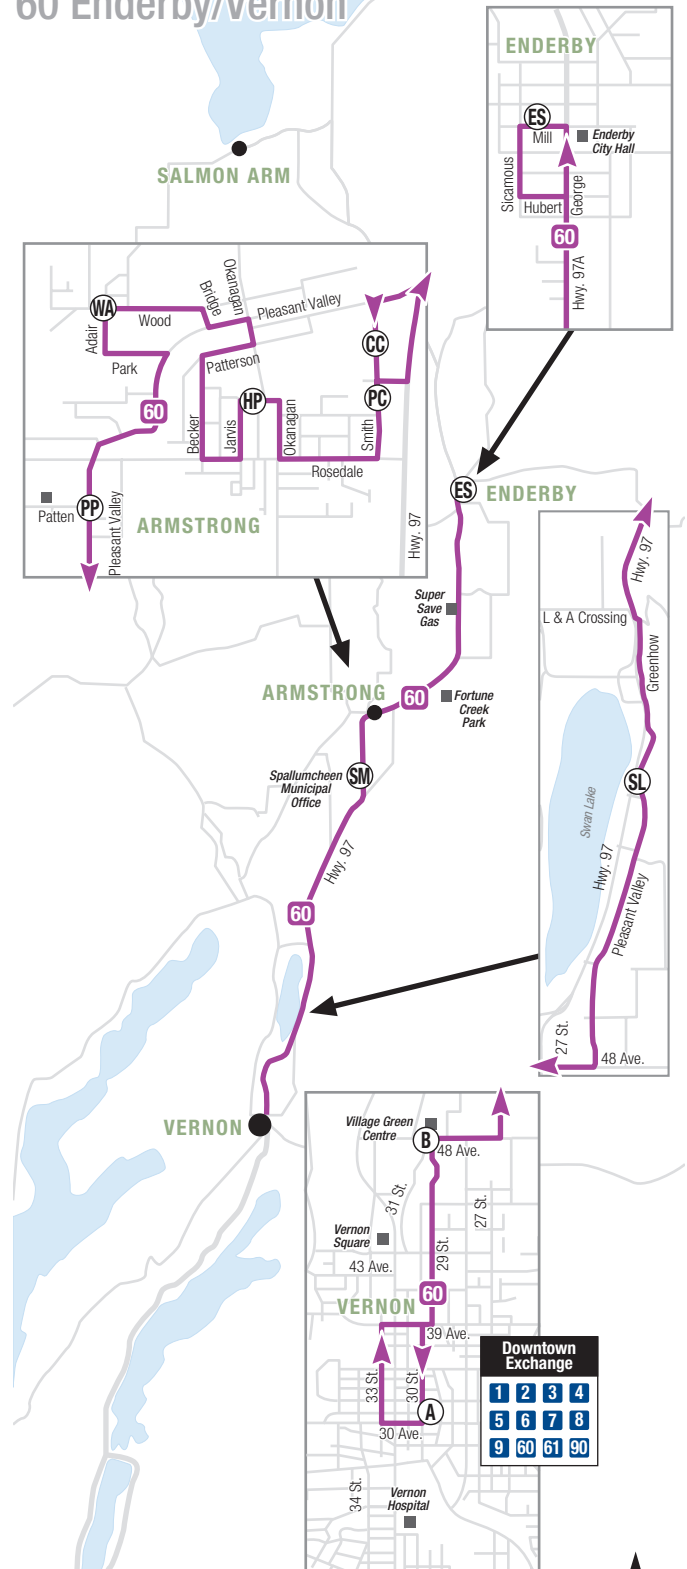 60 Enderby/Vernon
ENDERBY
ES
Mill
Enderby
City Hall
Sicamous
Hubert
George
60
Hwy. 97A
SALMON ARM
WA
Wood
Bridge
Okanagan
Pleasant Valley
Adair
Park
Patterson
CC
60
HP
PC
Becker
Jarvis
Okanagan
Smith
Rosedale
Patten
PP
Pleasant Valley
ARMSTRONG
Hwy. 97
ES
ENDERBY
Super
Save
Gas
ARMSTRONG
60
Fortune
Creek
Park
Spallumcheen
Municipal
Office
SM
Hwy. 97
60
Hwy. 97
L & A Crossing
Greenhow
SL
Swan Lake
Hwy. 97
Pleasant Valley
27 St.
48 Ave.
VERNON
Village Green
Centre
B
48 Ave.
31 St.
27 St.
Vernon
Square
29 St.
43 Ave.
60
VERNON
39 Ave.
33 St.
30 St.
A
30 Ave.
34 St.
Vernon
Hospital
Downtown
Exchange
1 2 3 4
5 6 7 8
9 60 61 90